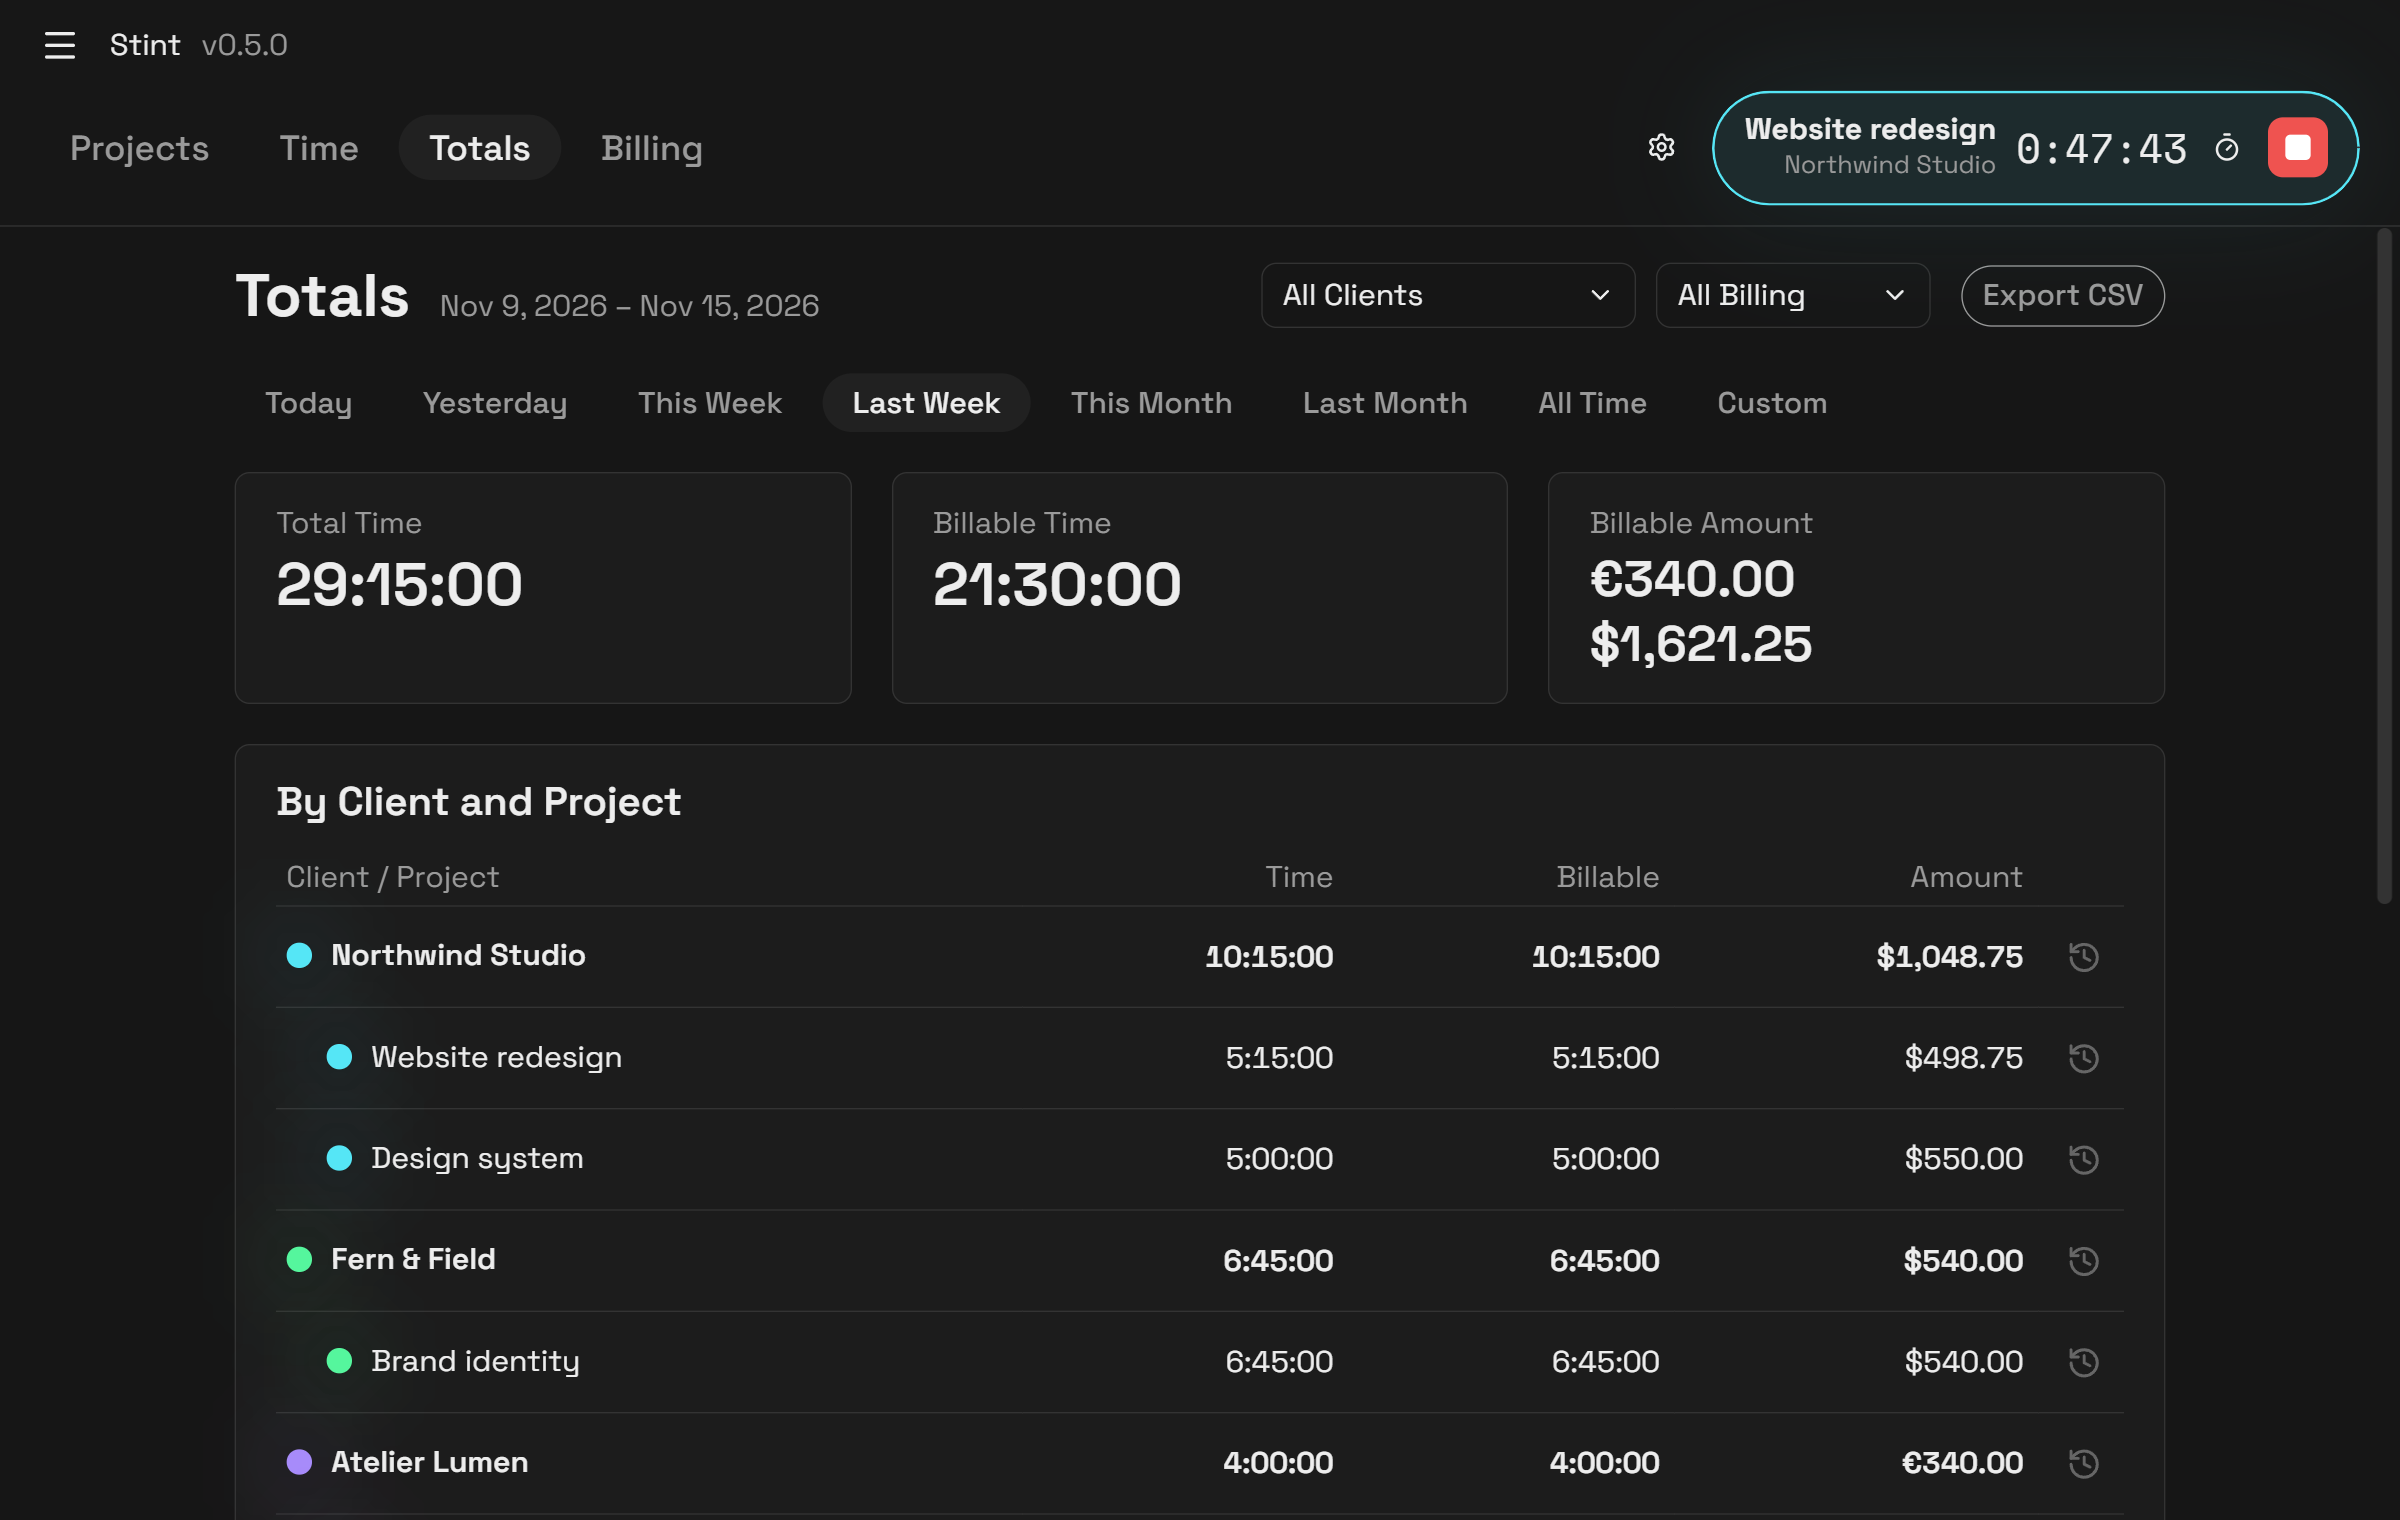 Stint v0.5.0
Projects Time Totals Billing
Website redesign
Northwind Studio
0:47:43
Totals Nov 9, 2026 – Nov 15, 2026
All Clients All Billing Export CSV
Today Yesterday This Week Last Week This Month Last Month All Time Custom
Total Time
29:15:00
Billable Time
21:30:00
Billable Amount
€340.00
$1,621.25
By Client and Project
Client / Project Time Billable Amount
Northwind Studio 10:15:00 10:15:00 $1,048.75
Website redesign 5:15:00 5:15:00 $498.75
Design system 5:00:00 5:00:00 $550.00
Fern & Field 6:45:00 6:45:00 $540.00
Brand identity 6:45:00 6:45:00 $540.00
Atelier Lumen 4:00:00 4:00:00 €340.00